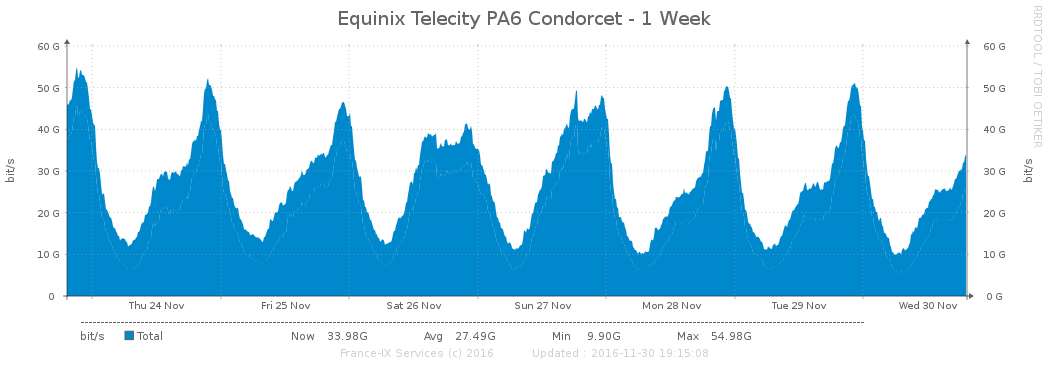 Equinix Telecity PA6 Condorcet - 1 Week
RRDTOOL / TOBI OETIKER
60 G 60 G
50 G 50 G
40 G 40 G
30 G 30 G
20 G 20 G
10 G 10 G
0 0 G
bit/s bit/s
Thu 24 Nov Fri 25 Nov Sat 26 Nov Sun 27 Nov Mon 28 Nov Tue 29 Nov Wed 30 Nov
bit/s Total Now 33.98G Avg 27.49G Min 9.90G Max 54.98G
France-IX Services (c) 2016 Updated : 2016-11-30 19:15:08